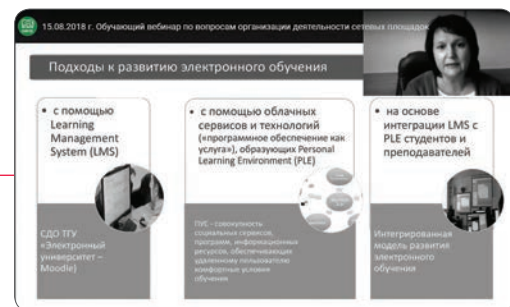 15.08.2018 г. Обучающий вебинар по вопросам организации деятельности сетевых площадок
Подходы к развитию электронного обучения
• с помощью
Learning
Management
System (LMS)
СДО ТГУ
«Электронный
университет –
Moodle»
• с помощью облачных
сервисов и технологий
(«программное обеспечение как
услуга»), образующих Personal
Learning Environment (PLE)
ПУС - совокупность
социальных сервисов,
программ, информационных
ресурсов, обеспечивающих
удаленному пользователю
комфортные условия
обучения
• на основе
интеграции LMS с
PLE студентов и
преподавателей
Интегрированная
модель развития
электронного
обучения